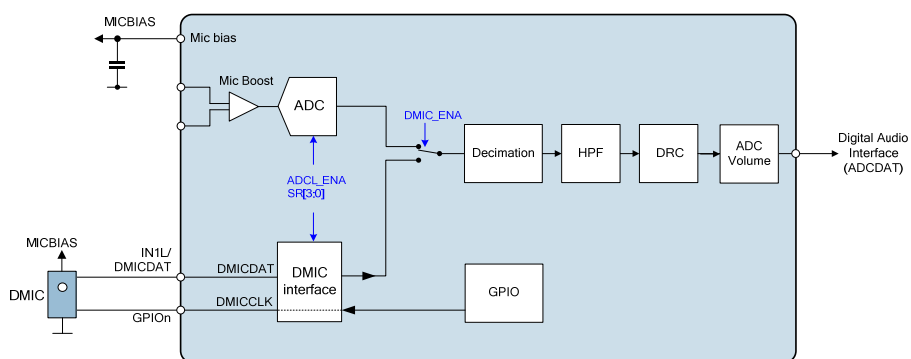 MICBIAS
Mic bias
Mic Boost
ADC
DMIC_ENA
Decimation
HPF
DRC
ADC
Volume
Digital Audio
Interface
(ADCDAT)
ADCL_ENA
SR[3:0]
MICBIAS
IN1L/
DMICDAT
DMICDAT
DMIC
interface
DMIC
DMICCLK
GPIOn
GPIO